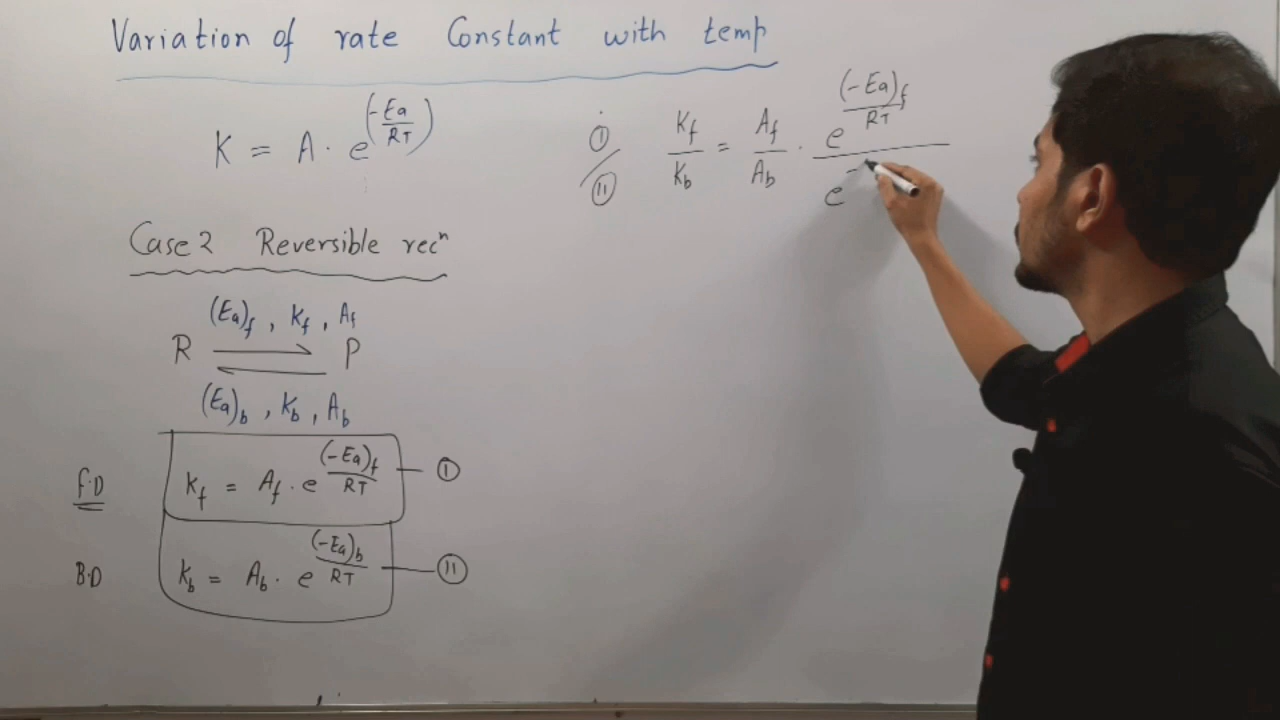 Variation of rate Constant with temp
K = A · e^(-Ea/RT)
Case 2 Reversible recⁿ
(Ea)f , Kf , Af
R ⇌ P
(Ea)b , Kb , Ab
f·D Kf = Af · e^((-Ea)f/RT) — ①
B·D Kb = Ab · e^((-Ea)b/RT) — ⑪
①/⑪ Kf/Kb = Af/Ab · e^((-Ea)f/RT) / e^-